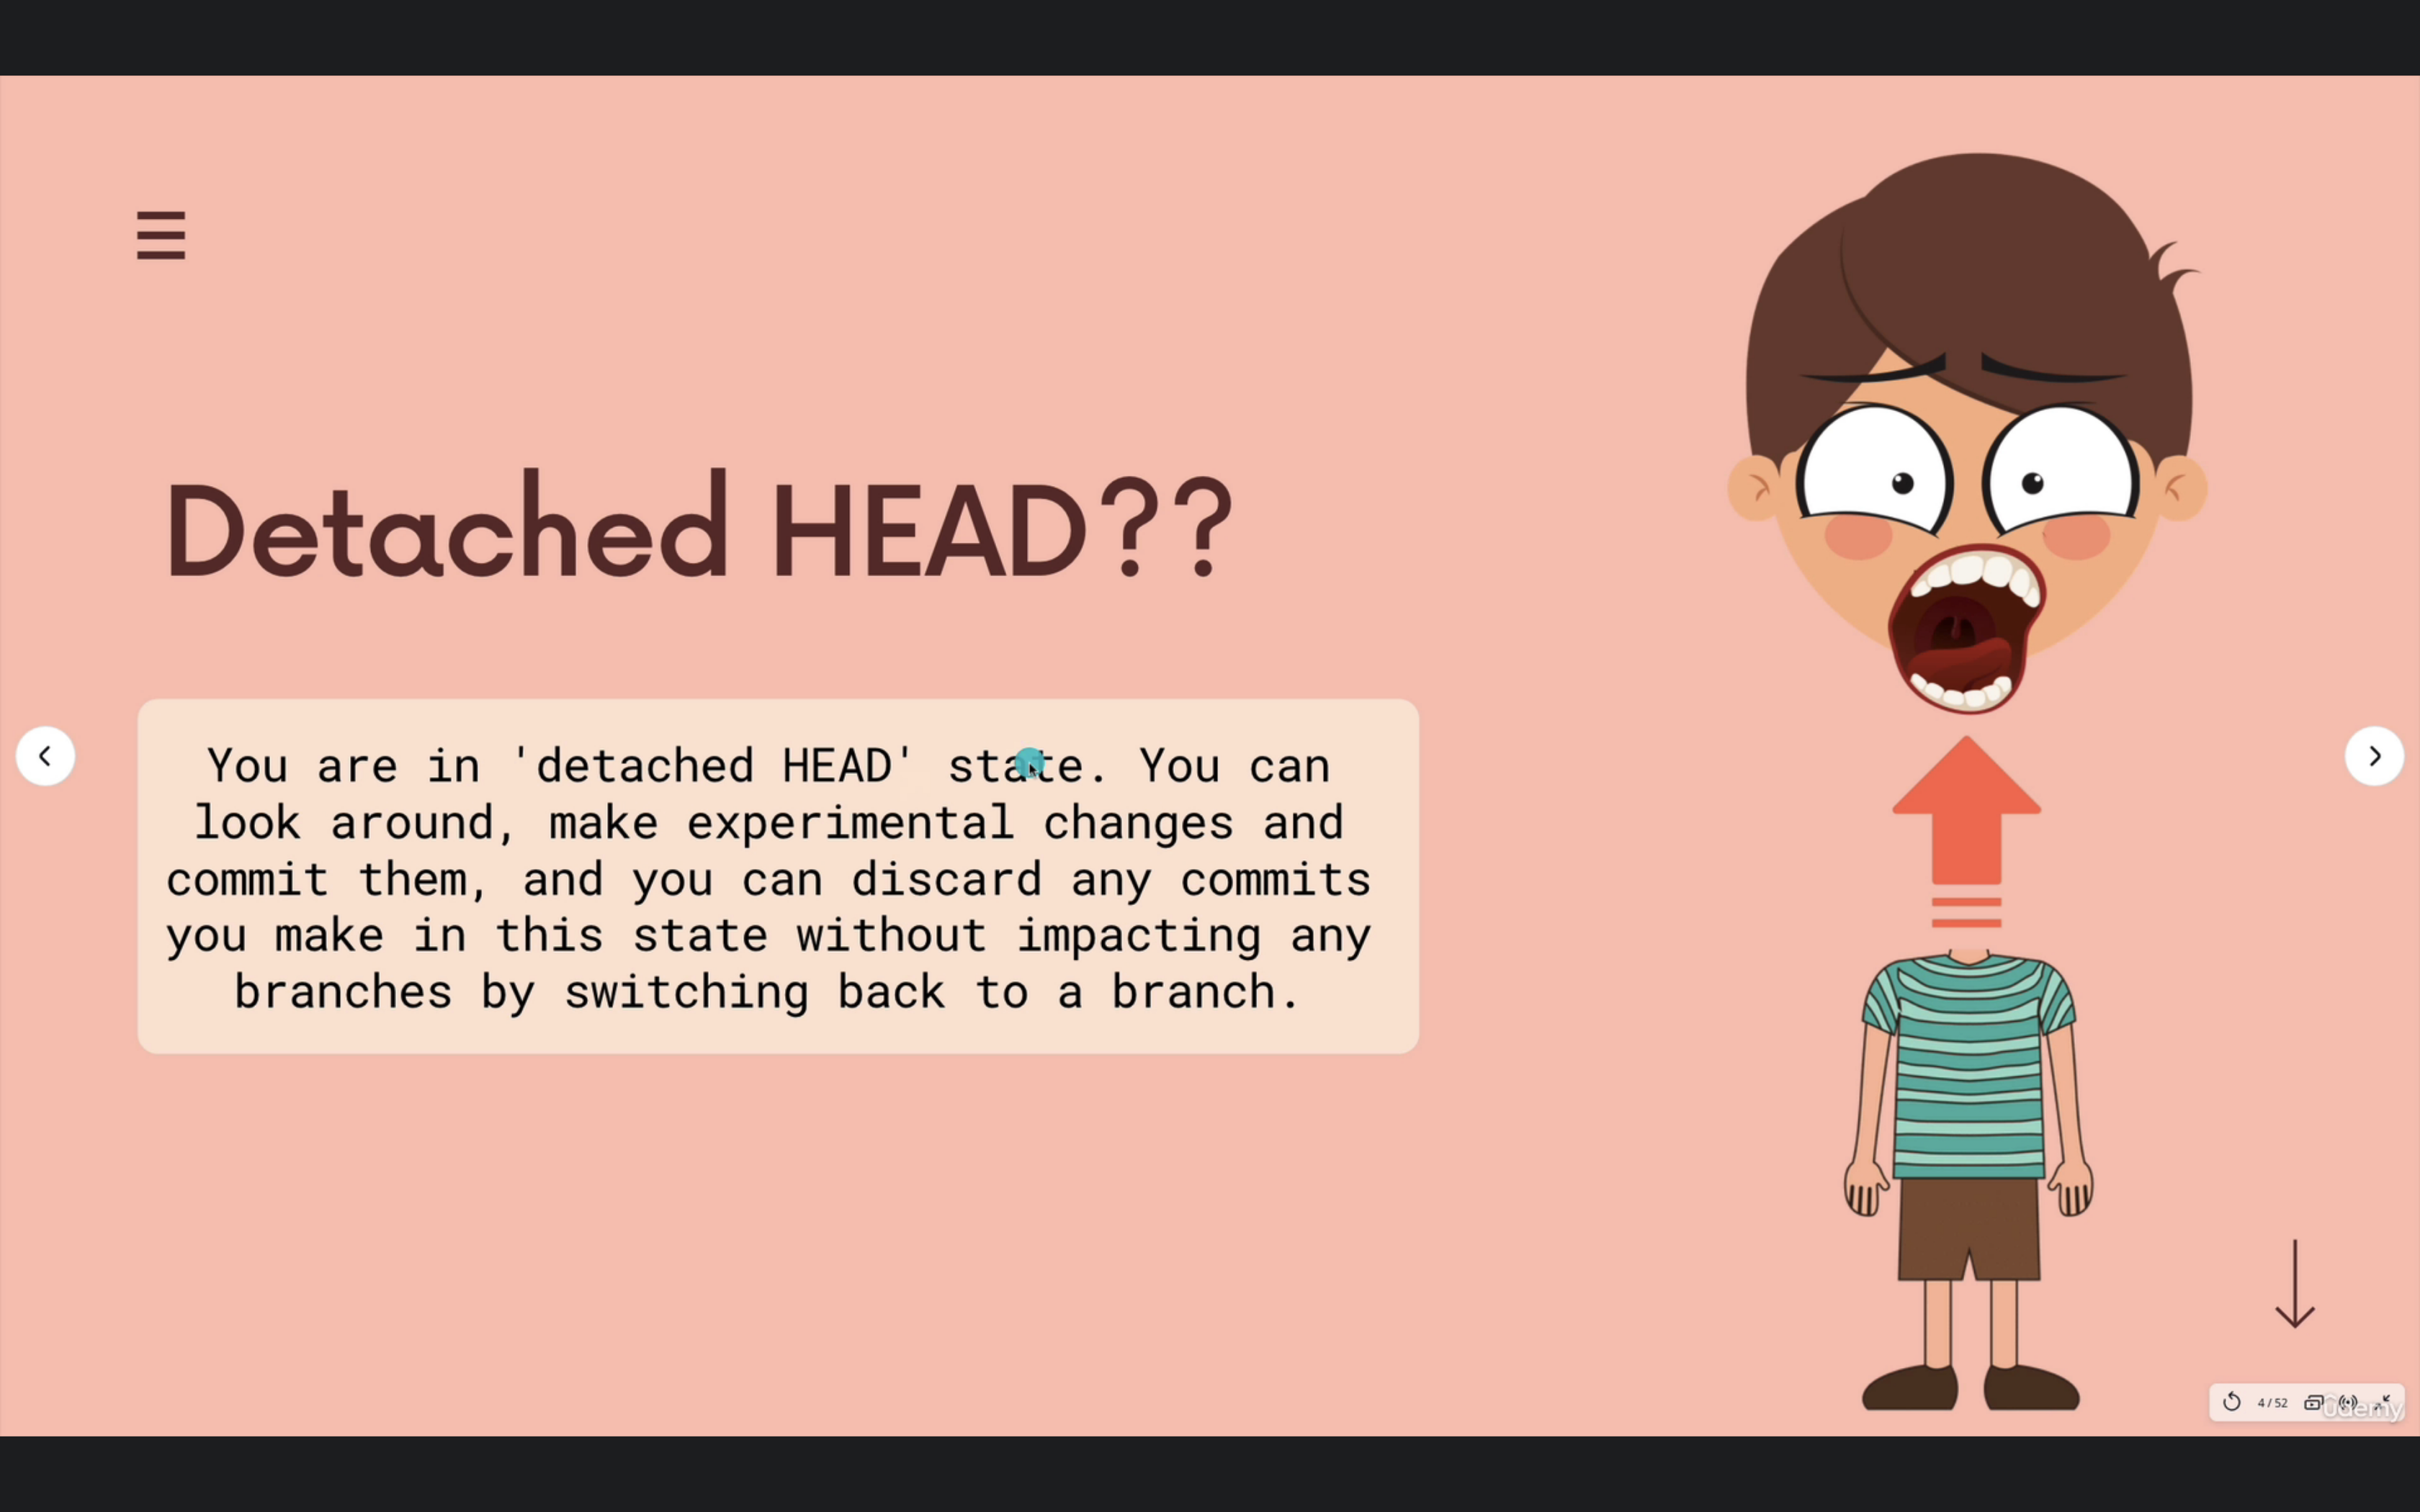 Detached HEAD??
You are in 'detached HEAD' state. You can
look around, make experimental changes and
commit them, and you can discard any commits
you make in this state without impacting any
branches by switching back to a branch.
4 / 52
ûdemy